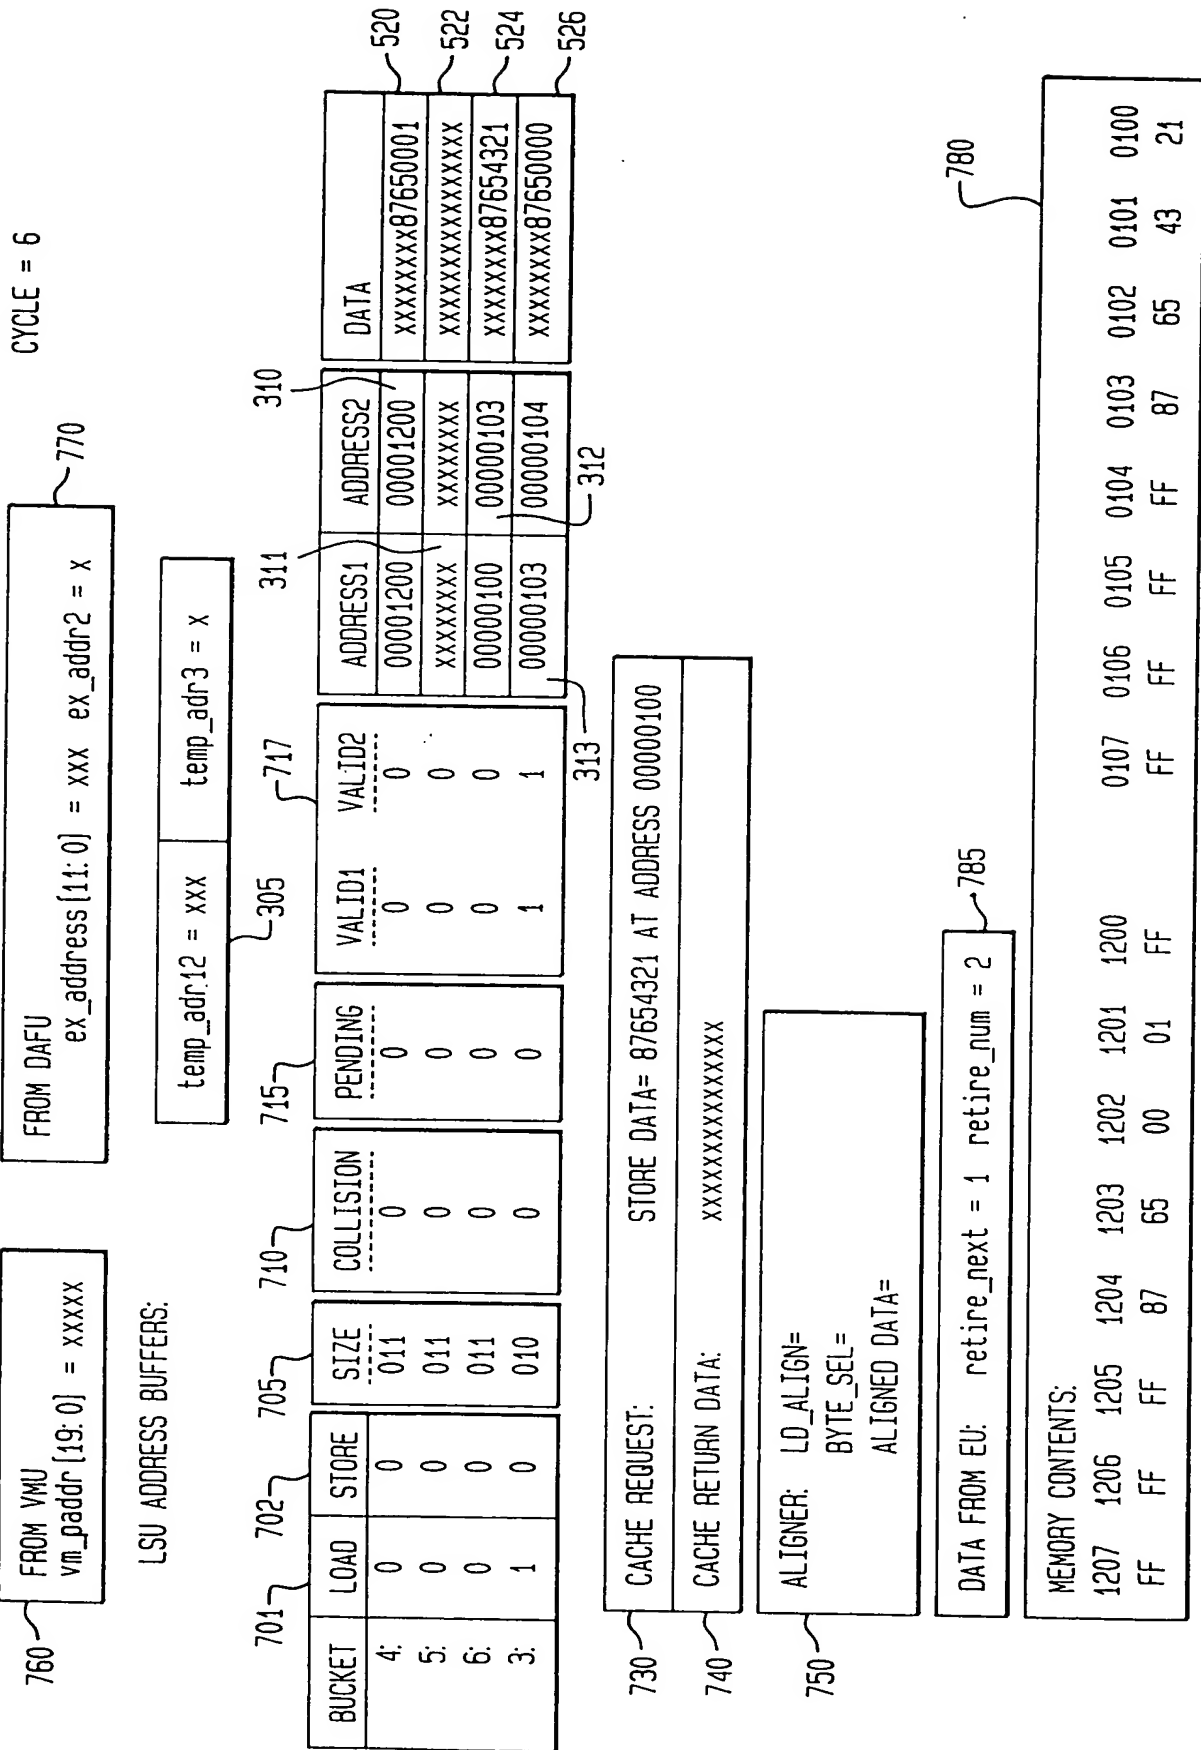 CYCLE = 6
FROM VMU
vm_paddr [19: 0] = XXXXX
760
FROM DAFU
ex_address [11: 0] = xxx ex_addr2 = x
770
LSU ADDRESS BUFFERS:
temp_adr12 = xxx temp_adr3 = x
305
701 702 705 710 715 717 311 310
BUCKET LOAD STORE SIZE COLLISION PENDING VALID1 VALID2 ADDRESS1 ADDRESS2 DATA
4: 0 0 011 0 0 0 0 00001200 00001200 XXXXXXXX87650001 520
5: 0 0 011 0 0 0 0 XXXXXXXX XXXXXXXX XXXXXXXXXXXXXXXX 522
6: 0 0 011 0 0 0 0 00000100 00000103 XXXXXXXX87654321 524
3: 1 0 010 0 0 1 1 00000103 00000104 XXXXXXXX87650000 526
313 312
730 CACHE REQUEST: STORE DATA= 87654321 AT ADDRESS 00000100
740 CACHE RETURN DATA: XXXXXXXXXXXXXXXX
750
ALIGNER: LD_ALIGN=
BYTE_SEL=
ALIGNED DATA=
DATA FROM EU: retire_next = 1 retire_num = 2
785
780
MEMORY CONTENTS:
1207 1206 1205 1204 1203 1202 1201 1200 0107 0106 0105 0104 0103 0102 0101 0100
FF FF FF 87 65 00 01 FF FF FF FF FF 87 65 43 21